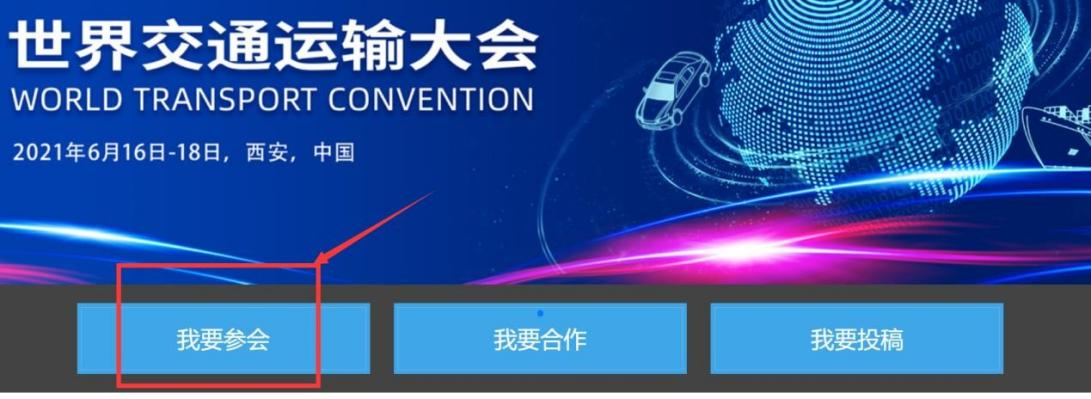 世界交通运输大会
WORLD TRANSPORT CONVENTION
2021年6月16日-18日，西安，中国
我要参会 我要合作 我要投稿